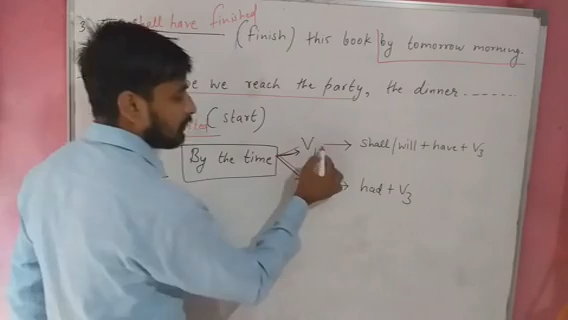 3 shall have finished
(finish) this book by tomorrow morning.
we reach the party, the dinner.......
(start)
By the time V1 → shall/will + have + V3
→ had + V3